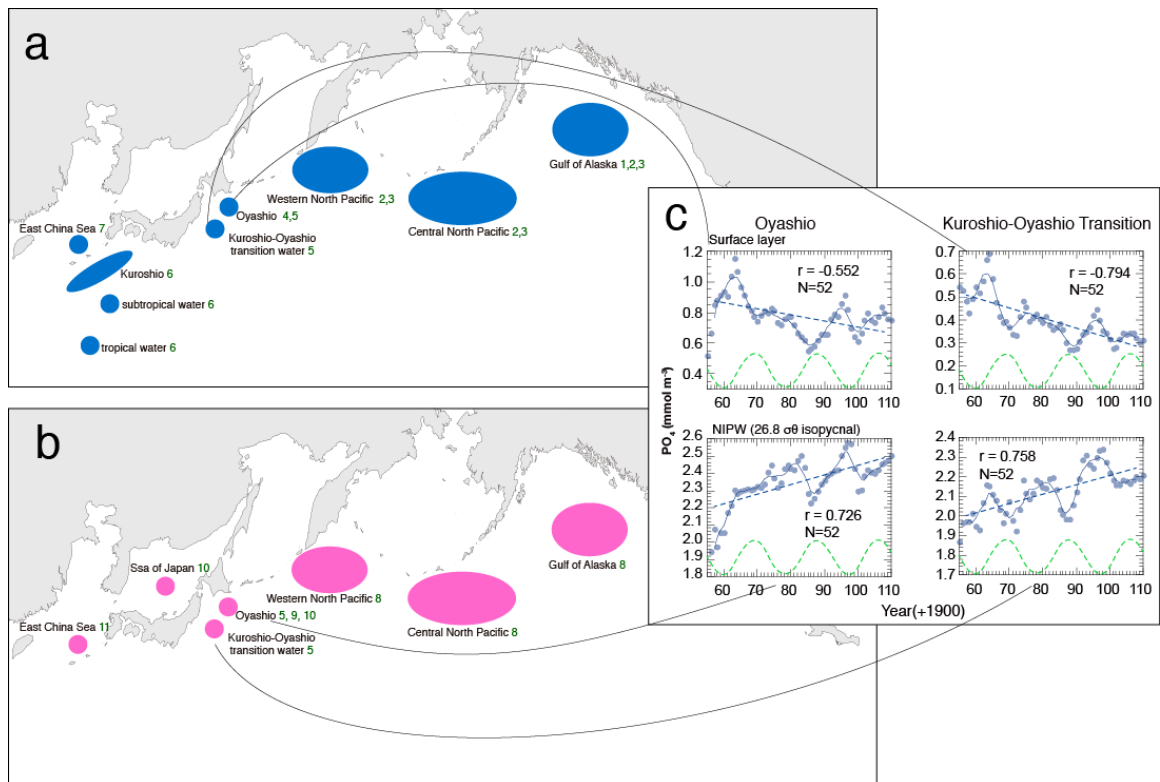 a
Gulf of Alaska 1,2,3
Western North Pacific 2,3
Central North Pacific 2,3
Oyashio 4,5
East China Sea 7
Kuroshio-Oyashio
transition water 5
Kuroshio 6
subtropical water 6
tropical water 6
b
Gulf of Alaska 8
Ssa of Japan 10
Western North Pacific 8
Oyashio 5, 9, 10
East China Sea 11
Central North Pacific 8
Kuroshio-Oyashio
transition water 5
c
Oyashio
Kuroshio-Oyashio Transition
Surface layer
1.2
1.0
0.8
0.6
0.4
r = -0.552
N=52
60 70 80 90 100 110
0.7
0.6
0.5
0.4
0.3
0.2
0.1
r = -0.794
N=52
60 70 80 90 100 110
PO4 (mmol m-3)
NIPW (26.8 σθ isopycnal)
2.6
2.5
2.4
2.3
2.2
2.1
2.0
1.9
1.8
r = 0.726
N=52
60 70 80 90 100 110
2.4
2.3
2.2
2.1
2.0
1.9
1.8
1.7
r = 0.758
N=52
60 70 80 90 100 110
Year(+1900)